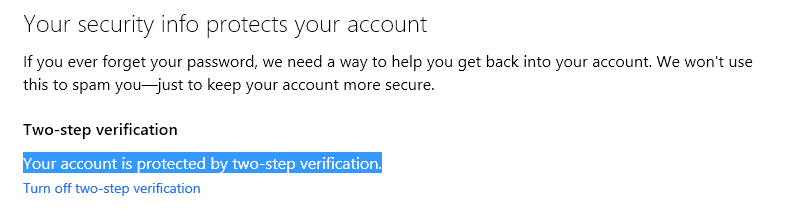 Your security info protects your account
If you ever forget your password, we need a way to help you get back into your account. We won't use
this to spam you—just to keep your account more secure.
Two-step verification
Your account is protected by two-step verification.
Turn off two-step verification